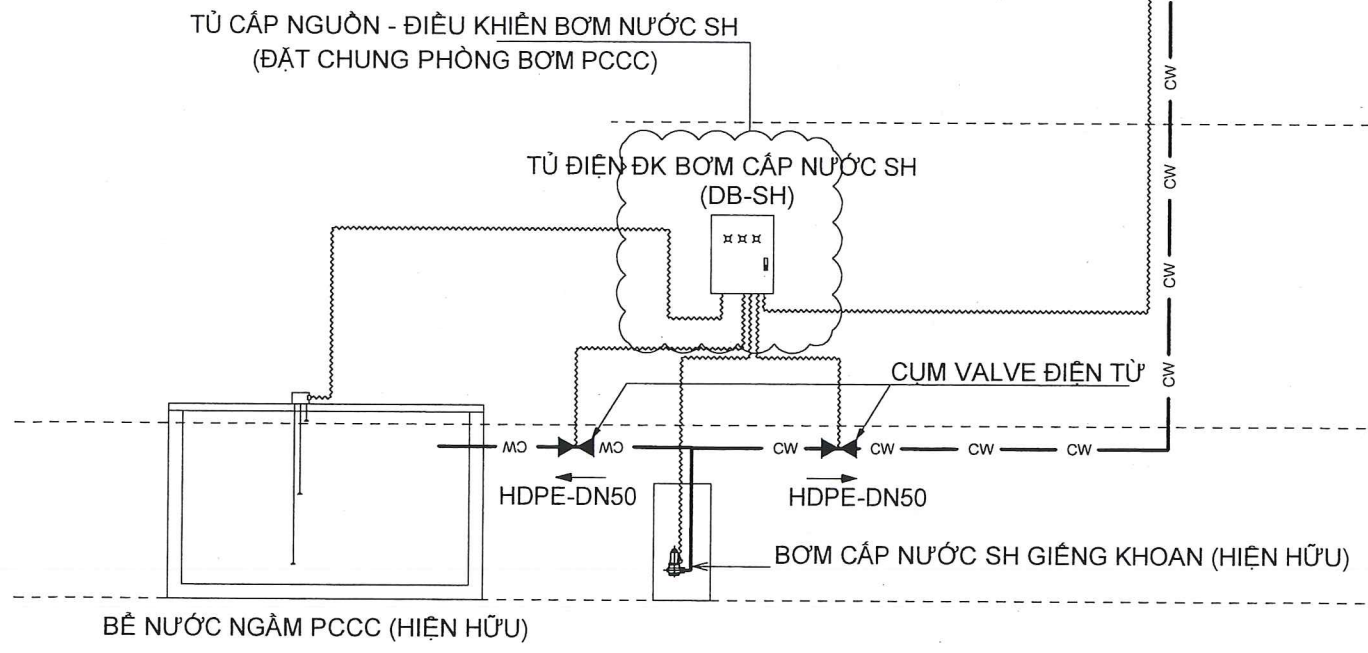 TỦ CẤP NGUỒN - ĐIỀU KHIỂN BƠM NƯỚC SH
(ĐẶT CHUNG PHÒNG BƠM PCCC)
CW
TỦ ĐIỆN ĐK BƠM CẤP NƯỚC SH
(DB-SH)
CW
CW
CW
CỤM VALVE ĐIỆN TỪ
CW
CW
CW
CW
CW
CW
CW
HDPE-DN50
HDPE-DN50
BƠM CẤP NƯỚC SH GIẾNG KHOAN (HIỆN HỮU)
BỂ NƯỚC NGẦM PCCC (HIỆN HỮU)